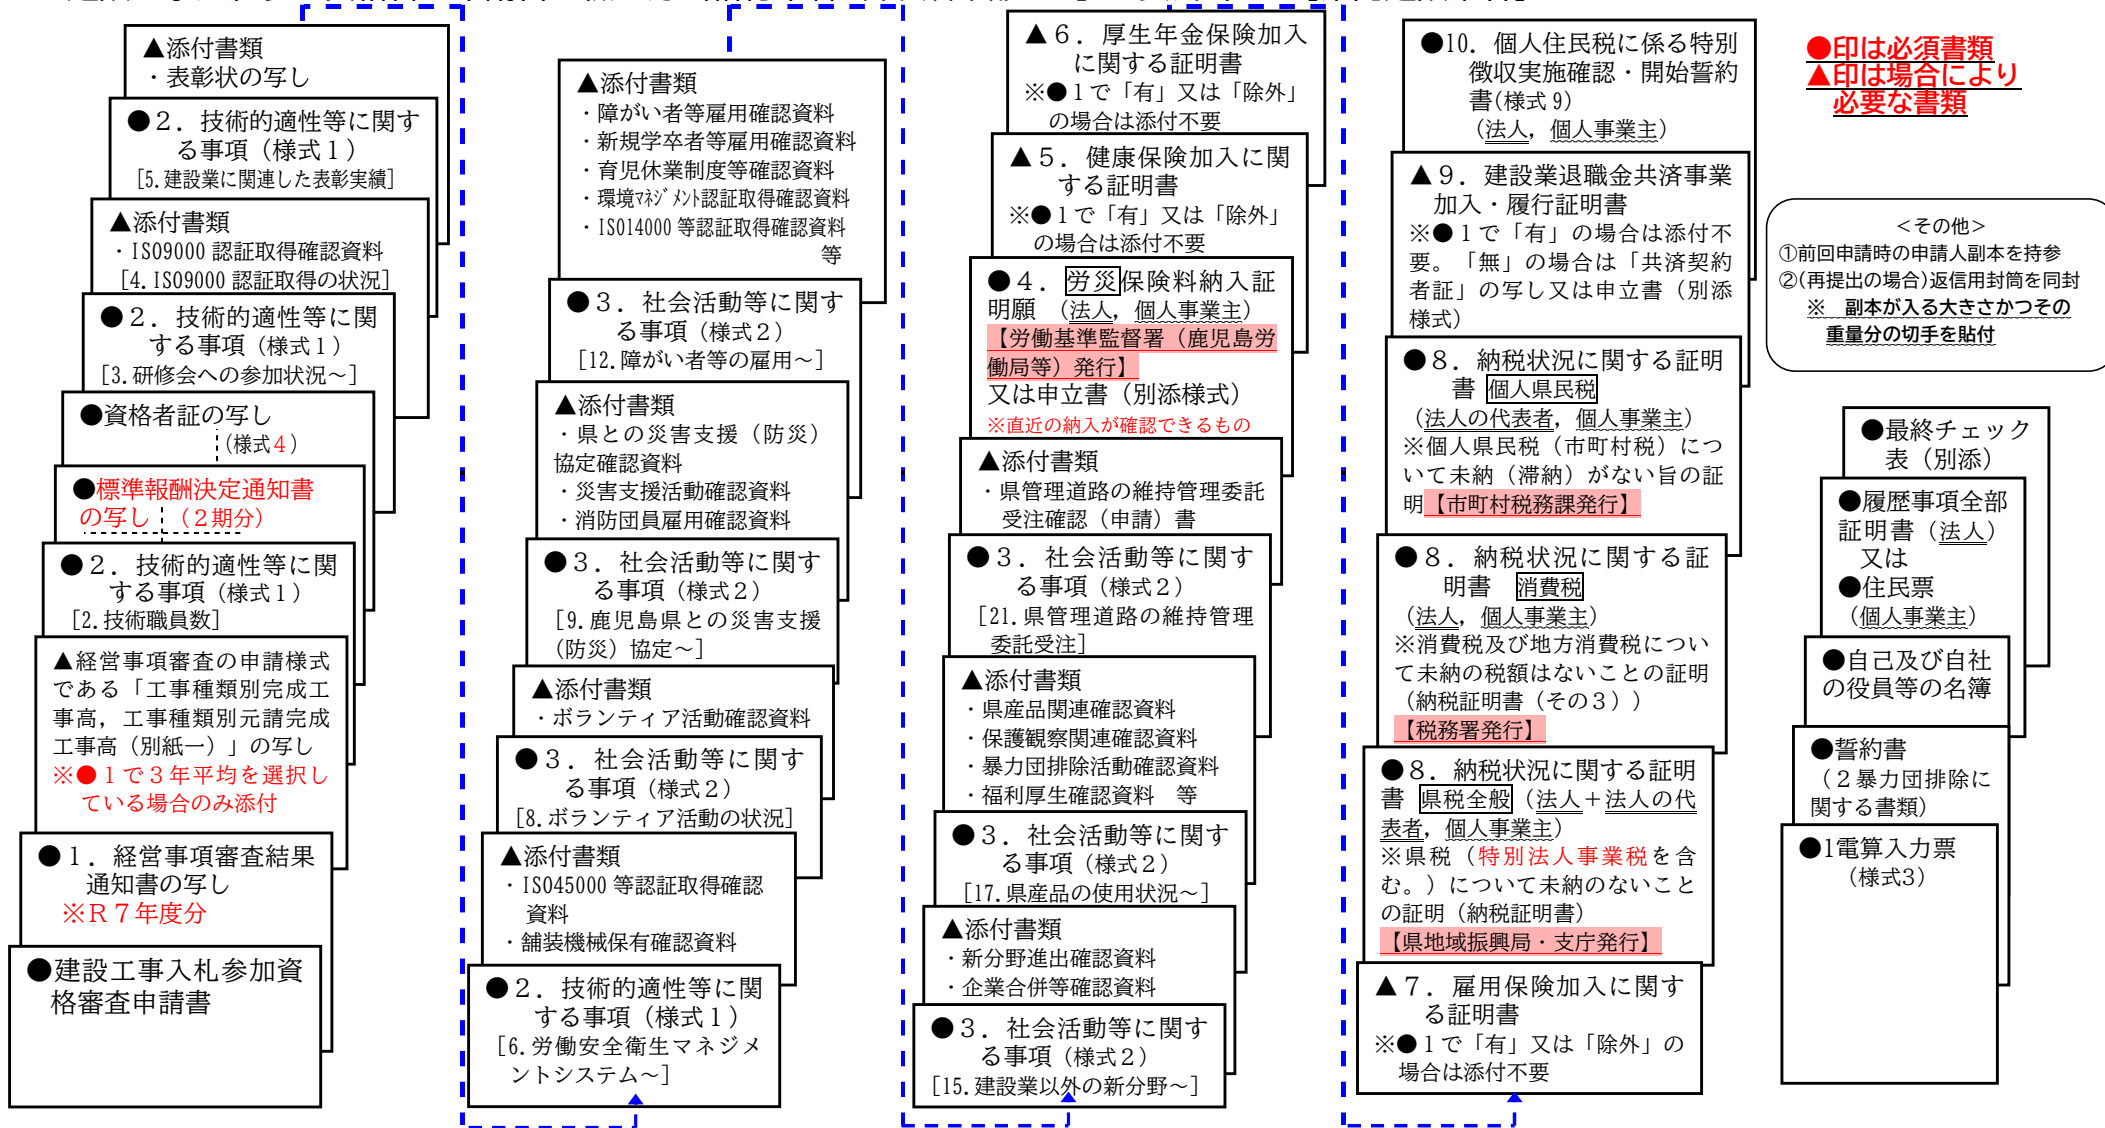 ▲添付書類
・表彰状の写し
●２．技術的適性等に関す
る事項（様式１）
[5.建設業に関連した表彰実績]
▲添付書類
・ISO9000 認証取得確認資料
[4.ISO9000 認証取得の状況]
●２．技術的適性等に関
する事項（様式１）
[3.研修会への参加状況～]
●資格者証の写し
（様式４）
●標準報酬決定通知書
の写し （２期分）
●２．技術的適性等に関
する事項（様式１）
[2.技術職員数]
▲経営事項審査の申請様式
である「工事種類別完成工
事高，工事種類別元請完成
工事高（別紙一）」の写し
※●１で３年平均を選択し
ている場合のみ添付
●１．経営事項審査結果
通知書の写し
※Ｒ７年度分
●建設工事入札参加資
格審査申請書
▲添付書類
・障がい者等雇用確認資料
・新規学卒者等雇用確認資料
・育児休業制度等確認資料
・環境ﾏﾈｼﾞﾒﾝﾄ認証取得確認資料
・ISO14000 等認証取得確認資料
等
●３．社会活動等に関す
る事項（様式２）
[12.障がい者等の雇用～]
▲添付書類
・県との災害支援（防災）
協定確認資料
・災害支援活動確認資料
・消防団員雇用確認資料
●３．社会活動等に関す
る事項（様式２）
[9.鹿児島県との災害支援
（防災）協定～]
▲添付書類
・ボランティア活動確認資料
●３．社会活動等に関す
る事項（様式２）
[8.ボランティア活動の状況]
▲添付書類
・ISO45000 等認証取得確認
資料
・舗装機械保有確認資料
●２．技術的適性等に関
する事項（様式１）
[6.労働安全衛生マネジメ
ントシステム～]
▲６．厚生年金保険加入
に関する証明書
※●１で「有」又は「除外」
の場合は添付不要
▲５．健康保険加入に関
する証明書
※●１で「有」又は「除外」
の場合は添付不要
●４．労災保険料納入証
明願 （法人，個人事業主）
【労働基準監督署（鹿児島労
働局等）発行】
又は申立書（別添様式）
※直近の納入が確認できるもの
▲添付書類
・県管理道路の維持管理委託
受注確認（申請）書
●３．社会活動等に関す
る事項（様式２）
[21.県管理道路の維持管理
委託受注]
▲添付書類
・県産品関連確認資料
・保護観察関連確認資料
・暴力団排除活動確認資料
・福利厚生確認資料 等
●３．社会活動等に関す
る事項（様式２）
[17.県産品の使用状況～]
▲添付書類
・新分野進出確認資料
・企業合併等確認資料
●３．社会活動等に関す
る事項（様式２）
[15.建設業以外の新分野～]
●10．個人住民税に係る特別
徴収実施確認・開始誓約
書(様式 9)
（法人，個人事業主）
▲９．建設業退職金共済事業
加入・履行証明書
※●１で「有」の場合は添付不
要。「無」の場合は「共済契約
者証」の写し又は申立書（別添
様式）
●８．納税状況に関する証明
書 個人県民税
（法人の代表者，個人事業主）
※個人県民税（市町村税）につ
いて未納（滞納）がない旨の証
明【市町村税務課発行】
●８．納税状況に関する証
明書 消費税
（法人，個人事業主）
※消費税及び地方消費税につい
て未納の税額はないことの証明
（納税証明書（その３））
【税務署発行】
●８．納税状況に関する証明
書 県税全般（法人＋法人の代
表者，個人事業主）
※県税（特別法人事業税を含
む。）について未納のないこと
の証明（納税証明書）
【県地域振興局・支庁発行】
▲７．雇用保険加入に関す
る証明書
※●１で「有」又は「除外」の
場合は添付不要
●印は必須書類
▲印は場合により
必要な書類
＜その他＞
①前回申請時の申請人副本を持参
②(再提出の場合)返信用封筒を同封
※ 副本が入る大きさかつその
重量分の切手を貼付
●最終チェック
表（別添）
●履歴事項全部
証明書（法人）
又は
●住民票
（個人事業主）
●自己及び自社
の役員等の名簿
●誓約書
（２暴力団排除に
関する書類）
●1電算入力票
（様式3）